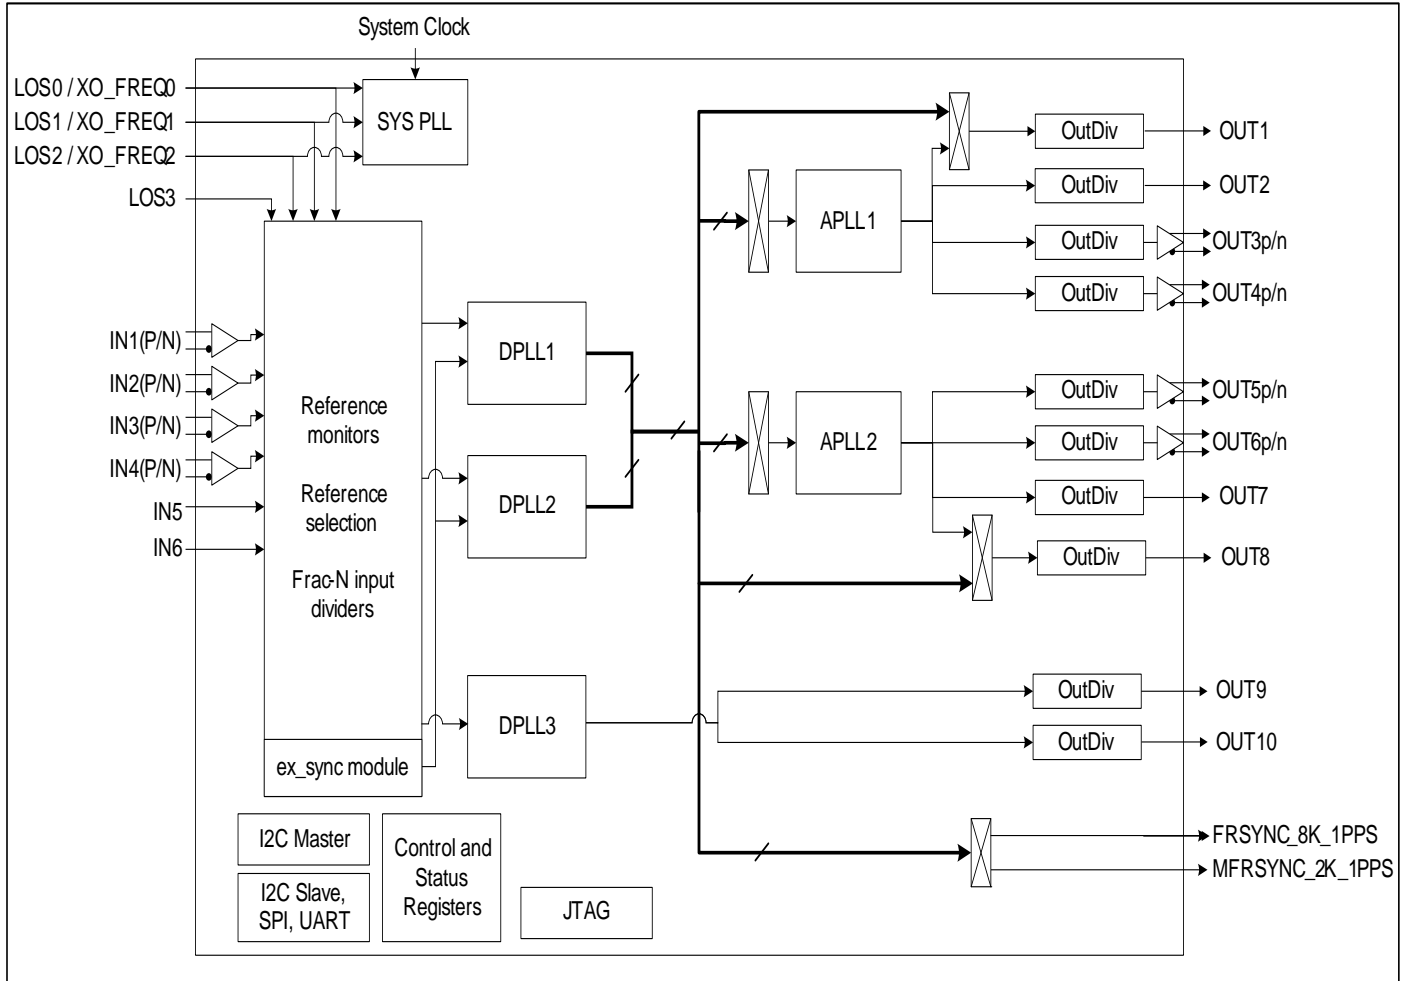 System Clock
LOS0 / XO_FREQ0
LOS1 / XO_FREQ1
LOS2 / XO_FREQ2
LOS3
SYS PLL
OutDiv
OUT1
OutDiv
OUT2
APLL1
OutDiv
OUT3p/n
OutDiv
OUT4p/n
IN1(P/N)
IN2(P/N)
IN3(P/N)
IN4(P/N)
IN5
IN6
Reference
monitors
Reference
selection
Frac-N input
dividers
ex_sync module
DPLL1
DPLL2
DPLL3
OutDiv
OUT5p/n
APLL2
OutDiv
OUT6p/n
OutDiv
OUT7
OutDiv
OUT8
OutDiv
OUT9
OutDiv
OUT10
I2C Master
I2C Slave,
SPI, UART
Control and
Status
Registers
JTAG
FRSYNC_8K_1PPS
MFRSYNC_2K_1PPS